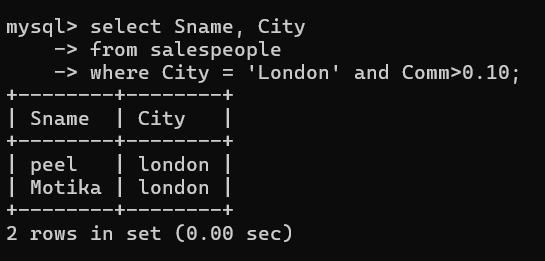 mysql> select Sname, City
    -> from salespeople
    -> where City = 'London' and Comm>0.10;
+--------+--------+
| Sname  | City   |
+--------+--------+
| peel   | london |
| Motika | london |
+--------+--------+
2 rows in set (0.00 sec)